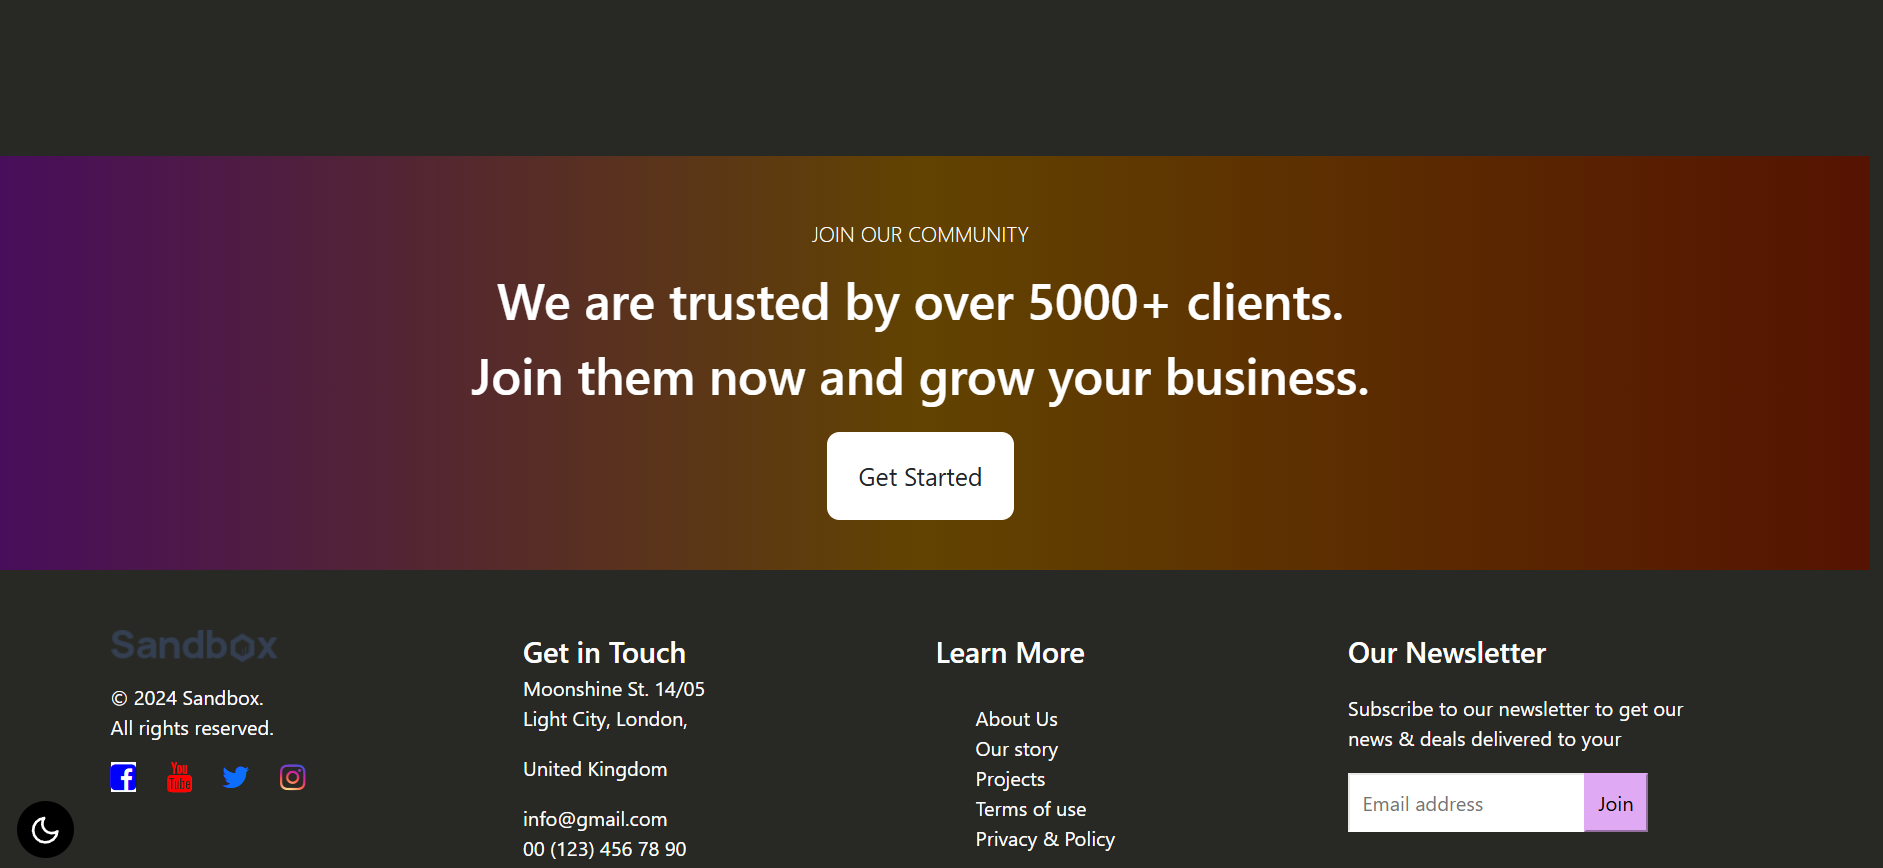 JOIN OUR COMMUNITY
We are trusted by over 5000+ clients.
Join them now and grow your business.
Get Started
Sandbox
© 2024 Sandbox.
All rights reserved.
You
Tube
Get in Touch
Moonshine St. 14/05
Light City, London,
United Kingdom
info@gmail.com
00 (123) 456 78 90
Learn More
About Us
Our story
Projects
Terms of use
Privacy & Policy
Our Newsletter
Subscribe to our newsletter to get our
news & deals delivered to your
Email address
Join